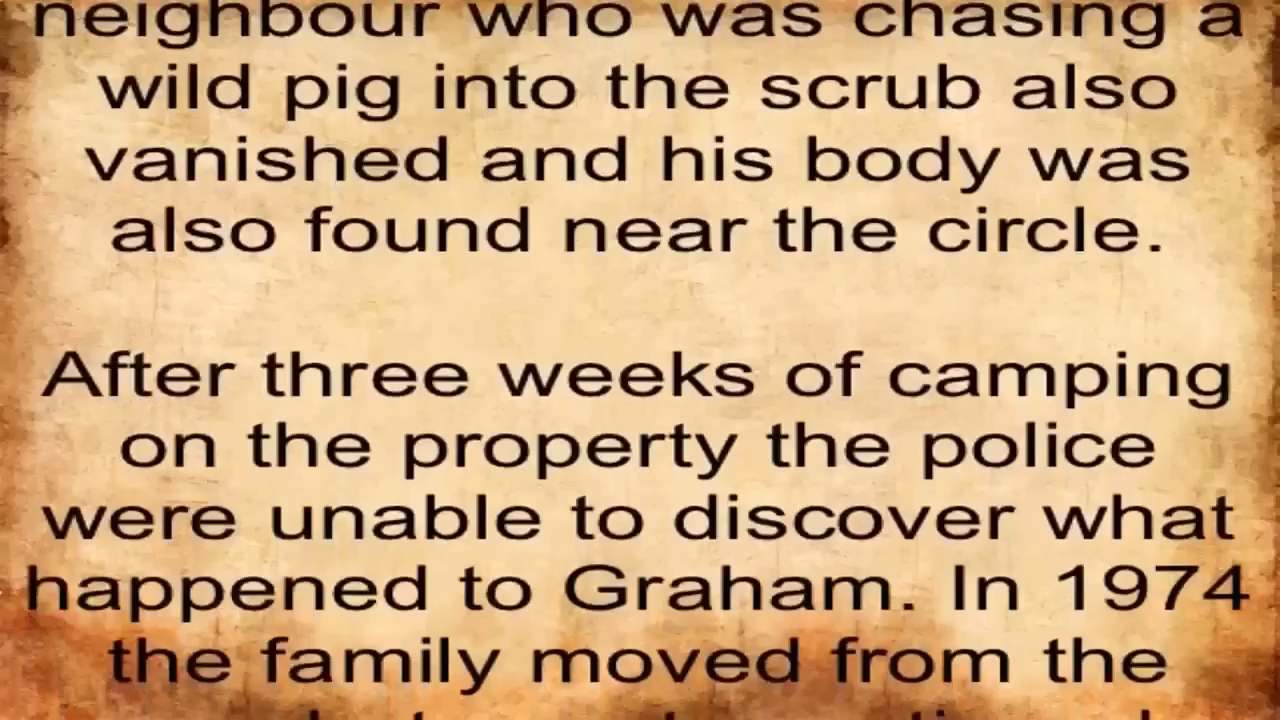 neighbour who was chasing a
wild pig into the scrub also
vanished and his body was
also found near the circle.
After three weeks of camping
on the property the police
were unable to discover what
happened to Graham. In 1974
the family moved from the